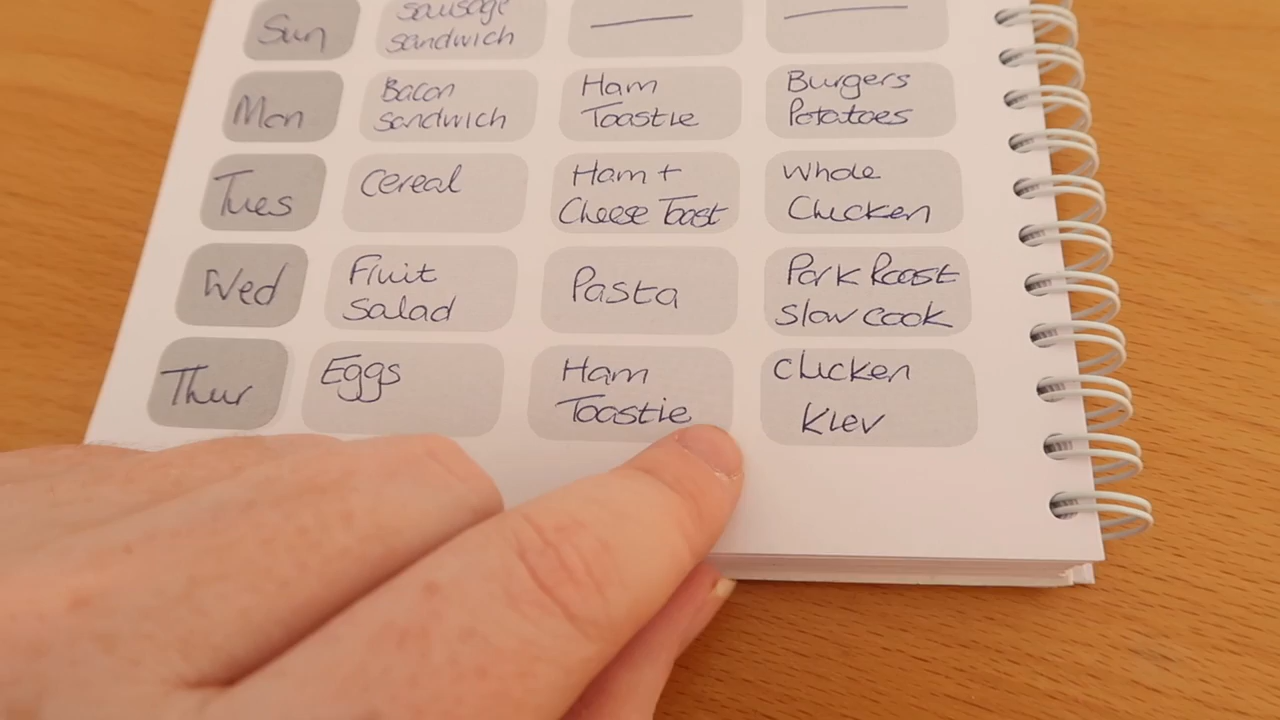 Sun
sausage
sandwich
Mon
Bacon
sandwich
Ham
Toastie
Burgers
Potatoes
Tues
Cereal
Ham +
Cheese Toast
Whole
Chicken
Wed
Fruit
salad
Pasta
Pork Roast
slow cook
Thur
Eggs
Ham
Toastie
chicken
Kiev